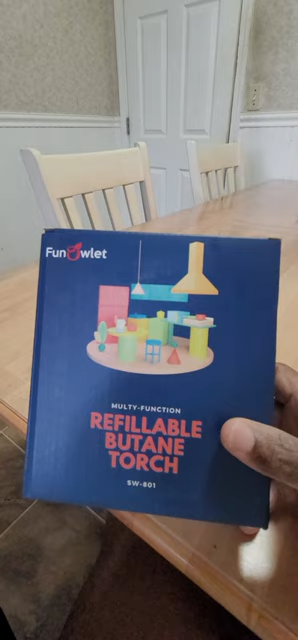 FunOwlet
MULTY-FUNCTION
REFILLABLE
BUTANE
TORCH
SW-801